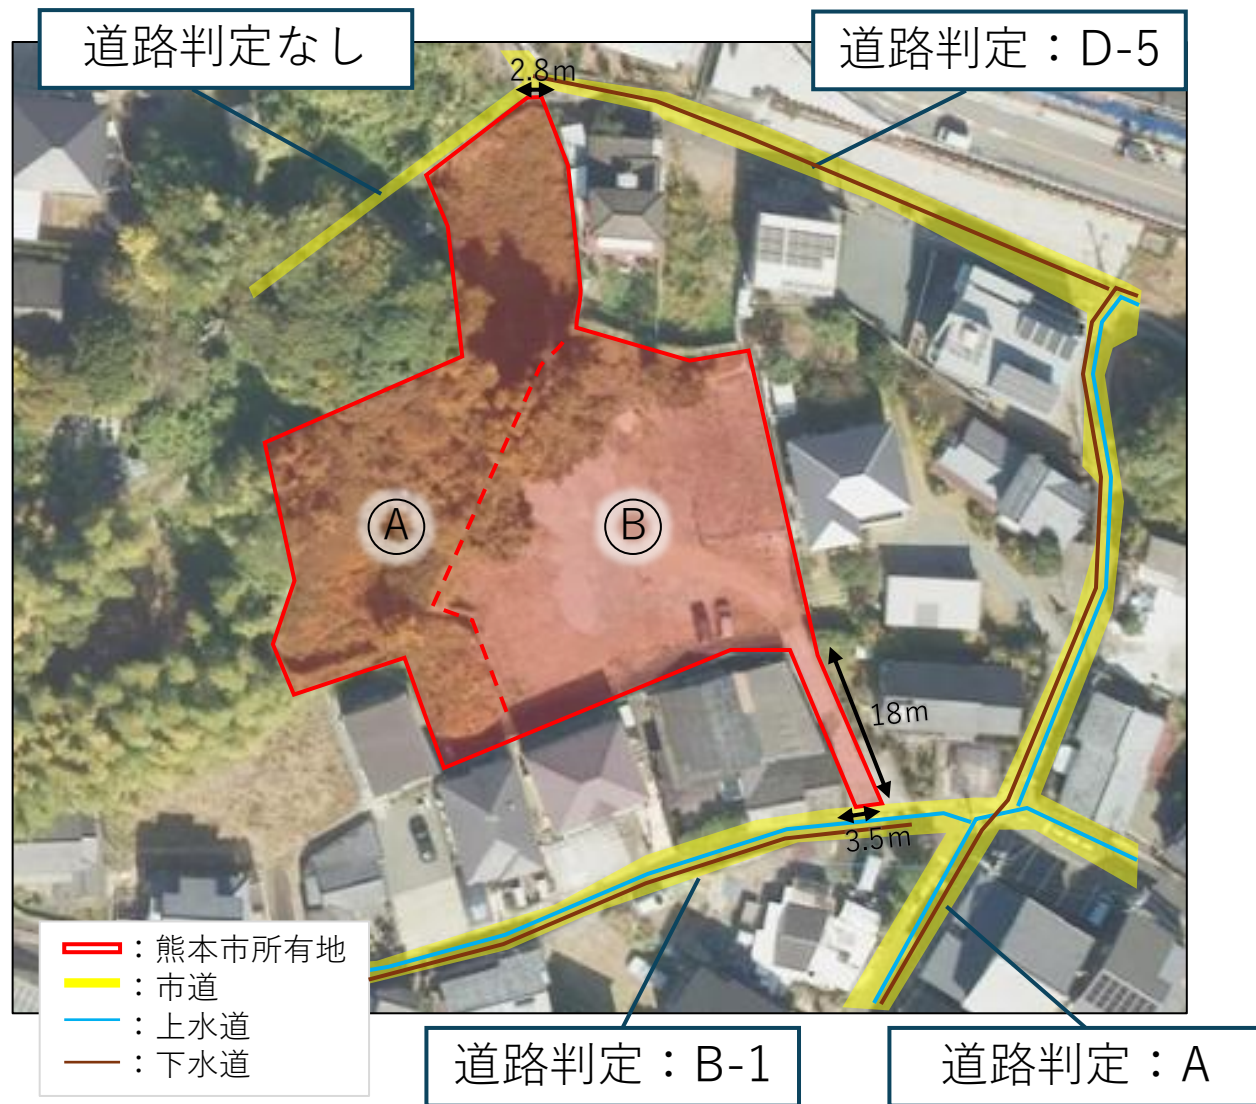 道路判定なし
道路判定：D-5
2.8m
A
B
18m
3.5m
：熊本市所有地
：市道
：上水道
：下水道
道路判定：B-1
道路判定：A